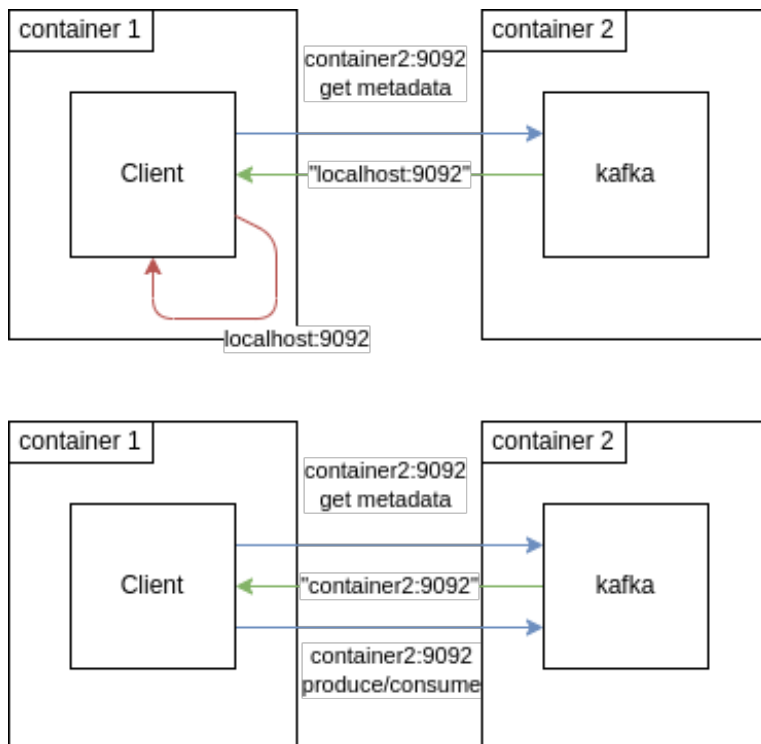 container 1
container 2
container2:9092
get metadata
Client
"localhost:9092"
kafka
localhost:9092
container 1
container 2
container2:9092
get metadata
Client
"container2:9092"
kafka
container2:9092
produce/consume